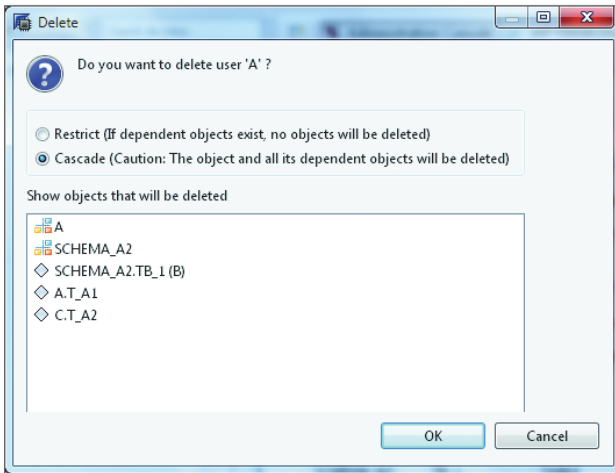 Delete
Do you want to delete user 'A' ?
Restrict (If dependent objects exist, no objects will be deleted)
Cascade (Caution: The object and all its dependent objects will be deleted)
Show objects that will be deleted
A
SCHEMA_A2
SCHEMA_A2.TB_1 (B)
A.T_A1
C.T_A2
OK
Cancel